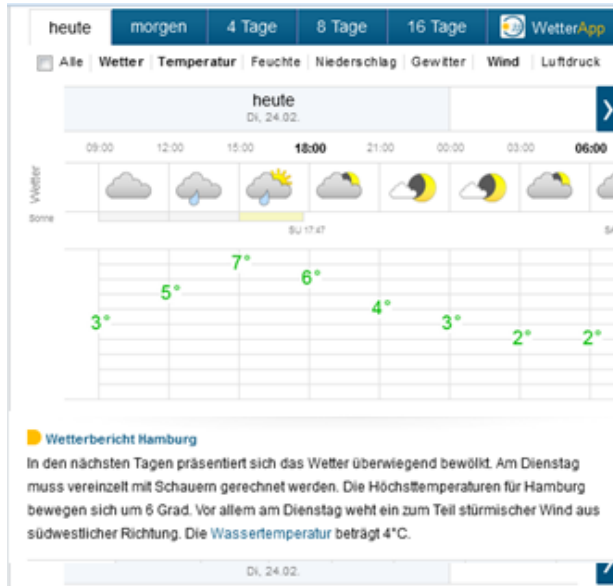 heute morgen 4 Tage 8 Tage 16 Tage WetterApp
Alle Wetter Temperatur Feuchte Niederschlag Gewitter Wind Luftdruck
heute
Di, 24.02.
09:00 12:00 15:00 18:00 21:00 00:00 03:00 06:00
Wetter
Sonne
SU 17:47
3° 5° 7° 6° 4° 3° 2° 2°
Wetterbericht Hamburg
In den nächsten Tagen präsentiert sich das Wetter überwiegend bewölkt. Am Dienstag
muss vereinzelt mit Schauern gerechnet werden. Die Höchsttemperaturen für Hamburg
bewegen sich um 6 Grad. Vor allem am Dienstag weht ein zum Teil stürmischer Wind aus
südwestlicher Richtung. Die Wassertemperatur beträgt 4°C.
Di, 24.02.